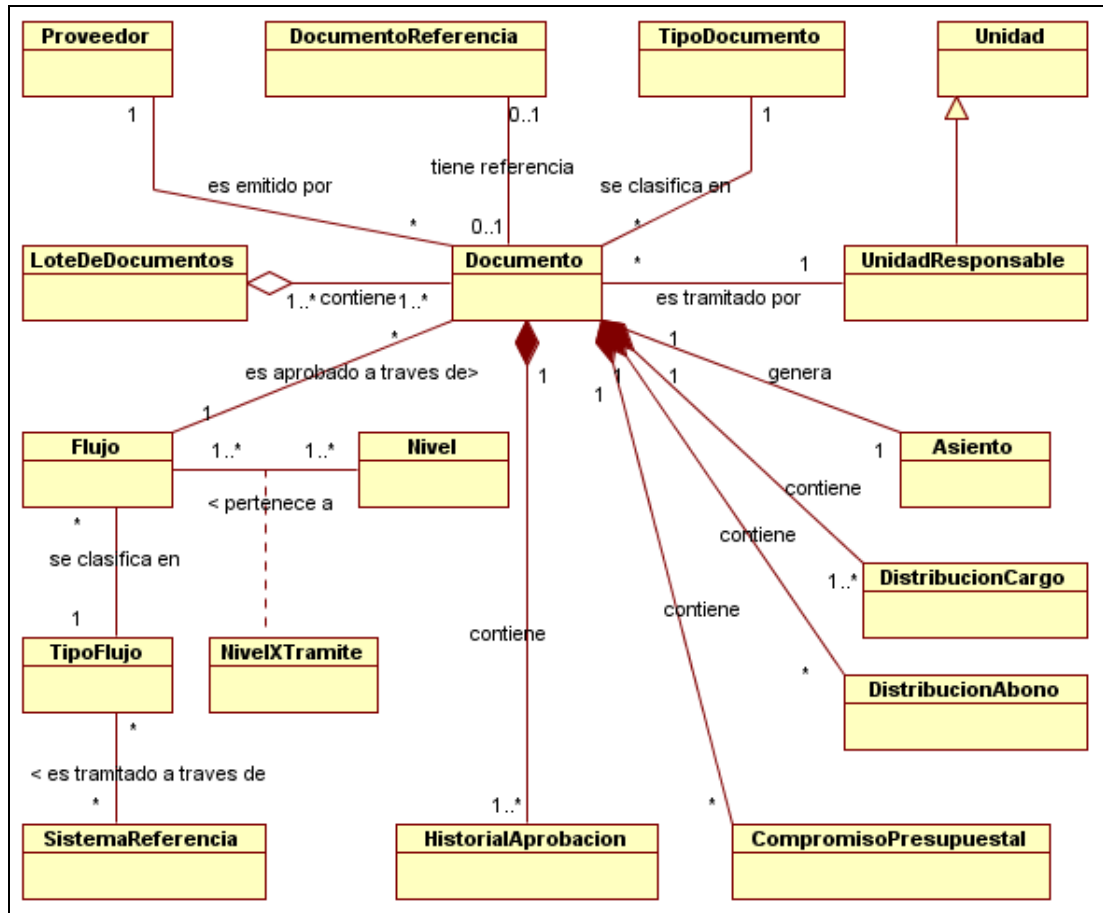 Proveedor
DocumentoReferencia
TipoDocumento
Unidad
1
0..1
1
tiene referencia
es emitido por
se clasifica en
*
0..1
*
LoteDeDocumentos
Documento
UnidadResponsable
*
1
1..*
contiene
1..*
es tramitado por
*
1
es aprobado a traves de>
1
1
1
1
genera
1
1
Flujo
Nivel
Asiento
1..*
1..*
1
< pertenece a
contiene
*
contiene
se clasifica en
1..*
DistribucionCargo
contiene
1
contiene
TipoFlujo
NivelXTramite
*
DistribucionAbono
*
< es tramitado a traves de
*
1..*
*
SistemaReferencia
HistorialAprobacion
CompromisoPresupuestal